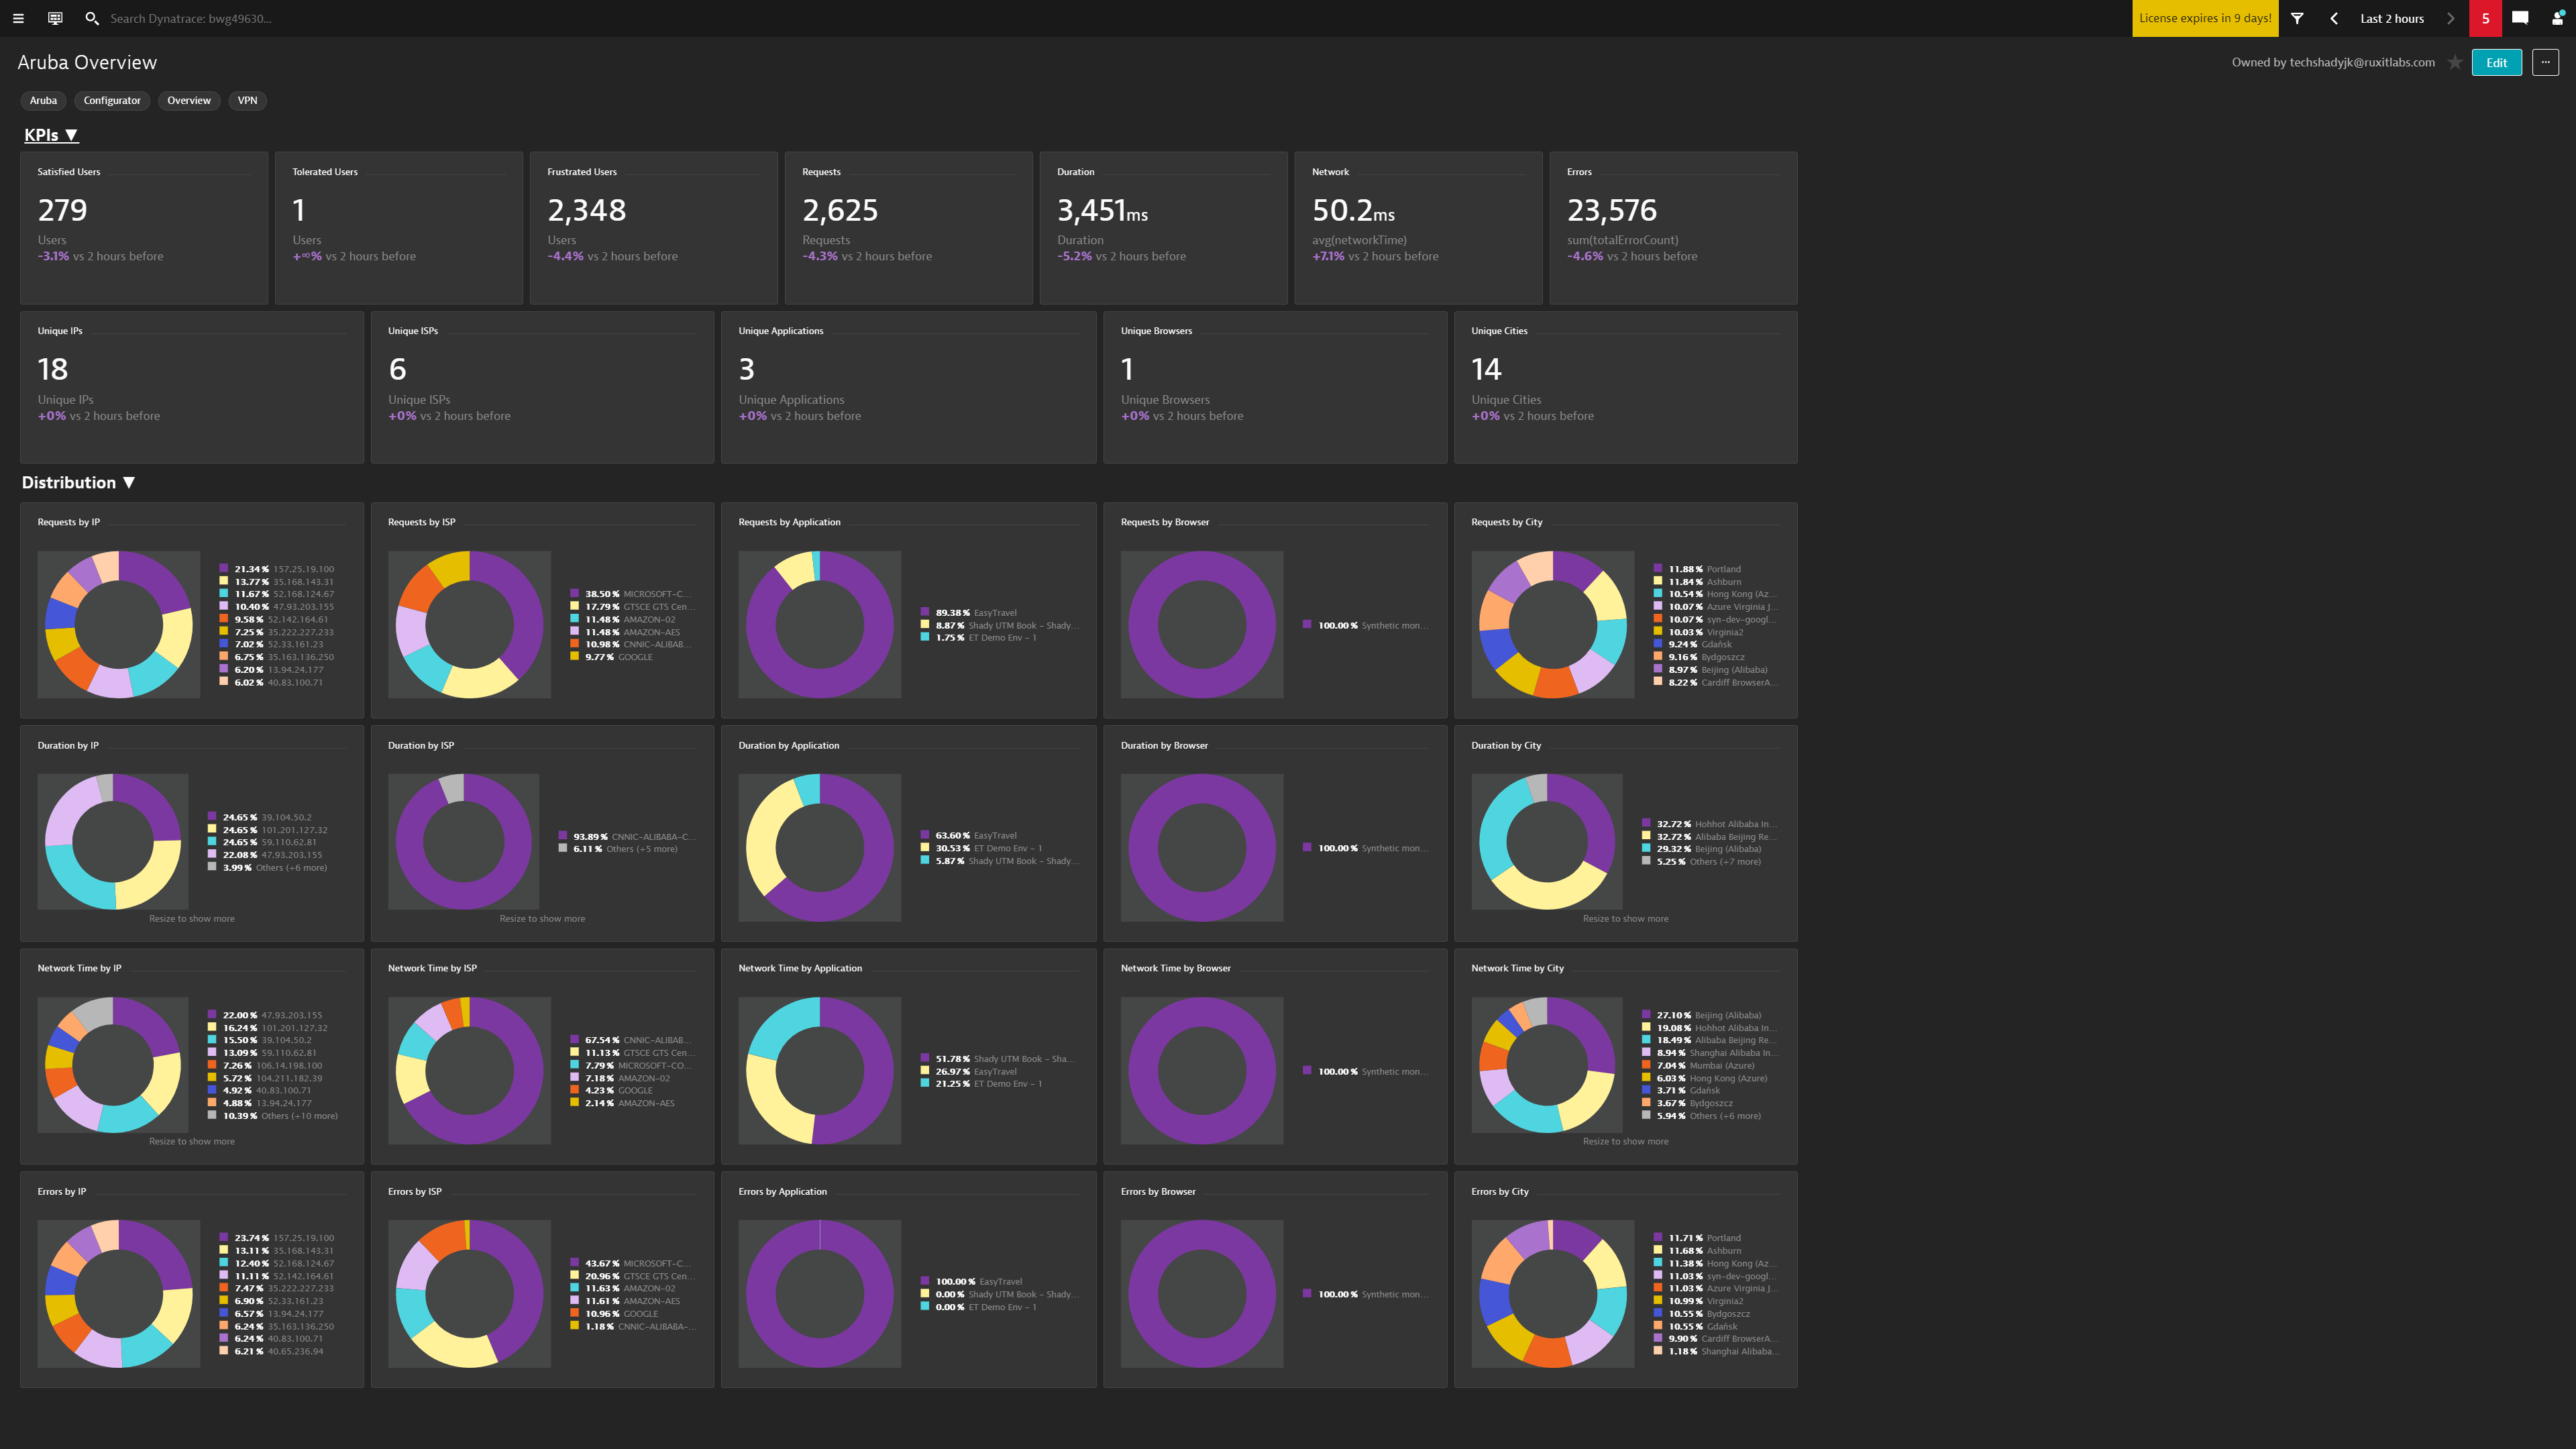 Search Dynatrace: bwg49630...
License expires in 9 days!
Last 2 hours
5
Aruba Overview
Owned by techshadyjk@ruxitlabs.com
Edit
...
Aruba
Configurator
Overview
VPN
KPIs ▼
Satisfied Users
279
Users
-3.1% vs 2 hours before
Tolerated Users
1
Users
+∞% vs 2 hours before
Frustrated Users
2,348
Users
-4.4% vs 2 hours before
Requests
2,625
Requests
-4.3% vs 2 hours before
Duration
3,451ms
Duration
-5.2% vs 2 hours before
Network
50.2ms
avg(networkTime)
+7.1% vs 2 hours before
Errors
23,576
sum(totalErrorCount)
-4.6% vs 2 hours before
Unique IPs
18
Unique IPs
+0% vs 2 hours before
Unique ISPs
6
Unique ISPs
+0% vs 2 hours before
Unique Applications
3
Unique Applications
+0% vs 2 hours before
Unique Browsers
1
Unique Browsers
+0% vs 2 hours before
Unique Cities
14
Unique Cities
+0% vs 2 hours before
Distribution ▼
Requests by IP
21.34 % 157.25.19.100
13.77 % 35.168.143.31
11.67 % 52.168.124.67
10.40 % 47.93.203.155
9.58 % 52.142.164.61
7.25 % 35.222.227.233
7.02 % 52.33.161.23
6.75 % 35.163.136.250
6.20 % 13.94.24.177
6.02 % 40.83.100.71
Requests by ISP
38.50 % MICROSOFT-C...
17.79 % GTSCE GTS Cen...
11.48 % AMAZON-02
11.48 % AMAZON-AES
10.98 % CNNIC-ALIBAB...
9.77 % GOOGLE
Requests by Application
89.38 % EasyTravel
8.87 % Shady UTM Book - Shady...
1.75 % ET Demo Env - 1
Requests by Browser
100.00 % Synthetic mon...
Requests by City
11.88 % Portland
11.84 % Ashburn
10.54 % Hong Kong (Az...
10.07 % Azure Virginia J...
10.07 % syn-dev-googl...
10.03 % Virginia2
9.24 % Gdańsk
9.16 % Bydgoszcz
8.97 % Beijing (Alibaba)
8.22 % Cardiff BrowserA...
Duration by IP
24.65 % 39.104.50.2
24.65 % 101.201.127.32
24.65 % 59.110.62.81
22.08 % 47.93.203.155
3.99 % Others (+6 more)
Resize to show more
Duration by ISP
93.89 % CNNIC-ALIBABA-C...
6.11 % Others (+5 more)
Resize to show more
Duration by Application
63.60 % EasyTravel
30.53 % ET Demo Env - 1
5.87 % Shady UTM Book - Shady...
Duration by Browser
100.00 % Synthetic mon...
Duration by City
32.72 % Hohhot Alibaba In...
32.72 % Alibaba Beijing Re...
29.32 % Beijing (Alibaba)
5.25 % Others (+7 more)
Resize to show more
Network Time by IP
22.00 % 47.93.203.155
16.24 % 101.201.127.32
15.50 % 39.104.50.2
13.09 % 59.110.62.81
7.26 % 106.14.198.100
5.72 % 104.211.182.39
4.92 % 40.83.100.71
4.88 % 13.94.24.177
10.39 % Others (+10 more)
Resize to show more
Network Time by ISP
67.54 % CNNIC-ALIBAB...
11.13 % GTSCE GTS Cen...
7.79 % MICROSOFT-CO...
7.18 % AMAZON-02
4.23 % GOOGLE
2.14 % AMAZON-AES
Network Time by Application
51.78 % Shady UTM Book - Sha...
26.97 % EasyTravel
21.25 % ET Demo Env - 1
Network Time by Browser
100.00 % Synthetic mon...
Network Time by City
27.10 % Beijing (Alibaba)
19.08 % Hohhot Alibaba In...
18.49 % Alibaba Beijing Re...
8.94 % Shanghai Alibaba In...
7.04 % Mumbai (Azure)
6.03 % Hong Kong (Azure)
3.71 % Gdańsk
3.67 % Bydgoszcz
5.94 % Others (+6 more)
Resize to show more
Errors by IP
23.74 % 157.25.19.100
13.11 % 35.168.143.31
12.40 % 52.168.124.67
11.11 % 52.142.164.61
7.47 % 35.222.227.233
6.90 % 52.33.161.23
6.57 % 13.94.24.177
6.24 % 35.163.136.250
6.24 % 40.83.100.71
6.21 % 40.65.236.94
Errors by ISP
43.67 % MICROSOFT-C...
20.96 % GTSCE GTS Cen...
11.63 % AMAZON-02
11.61 % AMAZON-AES
10.96 % GOOGLE
1.18 % CNNIC-ALIBABA-...
Errors by Application
100.00 % EasyTravel
0.00 % Shady UTM Book - Shady...
0.00 % ET Demo Env - 1
Errors by Browser
100.00 % Synthetic mon...
Errors by City
11.71 % Portland
11.68 % Ashburn
11.38 % Hong Kong (Az...
11.03 % syn-dev-googl...
11.03 % Azure Virginia J...
10.99 % Virginia2
10.55 % Bydgoszcz
10.55 % Gdańsk
9.90 % Cardiff BrowserA...
1.18 % Shanghai Alibaba...